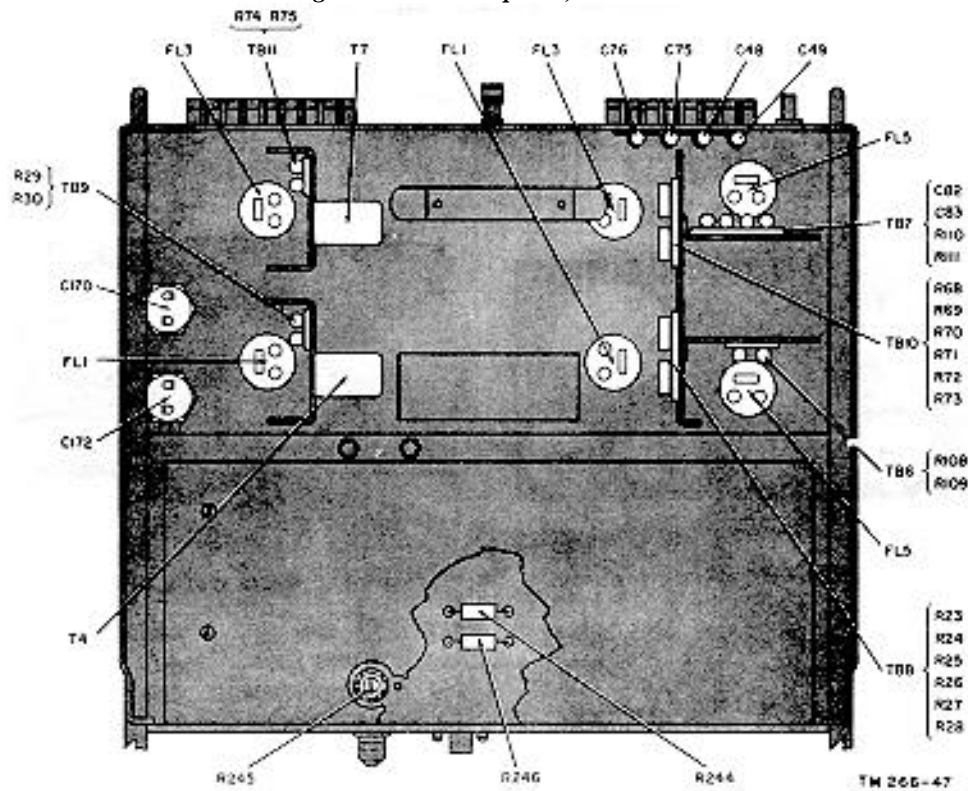 R74 R75
FL3 TB11 T7 FL1 FL3 C76 C75 C48 C49
FL5
R29
R30
TB9
TB7
C82
C83
R110
R111
C170
R68
R69
R70
R71
R72
R73
TB10
FL1
C172
TB6
R108
R109
FL5
T4
R23
R24
R25
R26
R27
R28
TB8
R245 R246 R244
TM 266-47